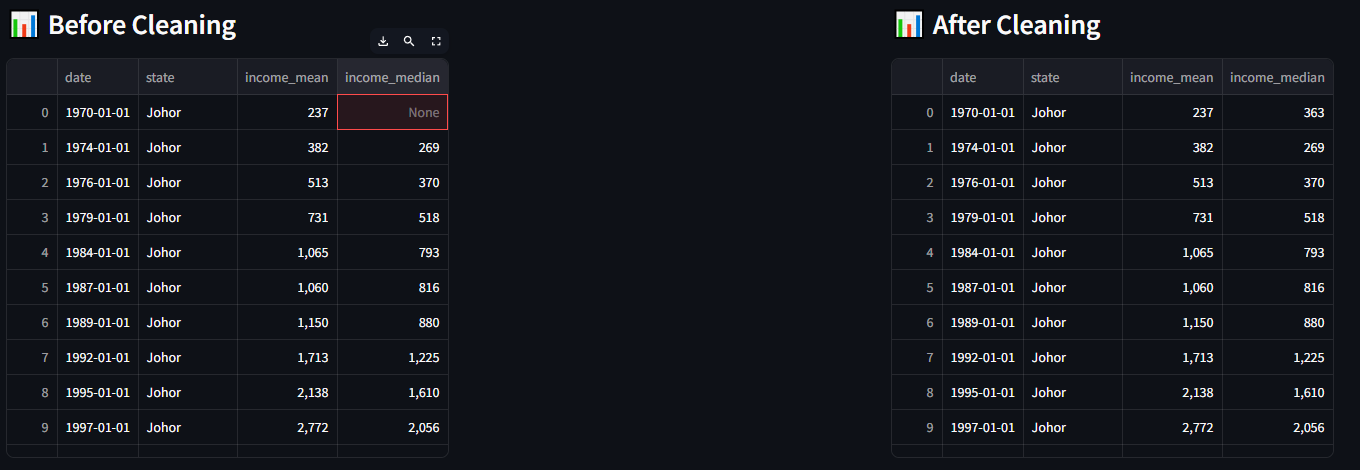 Before Cleaning
date state income_mean income_median
0 1970-01-01 Johor 237 None
1 1974-01-01 Johor 382 269
2 1976-01-01 Johor 513 370
3 1979-01-01 Johor 731 518
4 1984-01-01 Johor 1,065 793
5 1987-01-01 Johor 1,060 816
6 1989-01-01 Johor 1,150 880
7 1992-01-01 Johor 1,713 1,225
8 1995-01-01 Johor 2,138 1,610
9 1997-01-01 Johor 2,772 2,056
After Cleaning
date state income_mean income_median
0 1970-01-01 Johor 237 363
1 1974-01-01 Johor 382 269
2 1976-01-01 Johor 513 370
3 1979-01-01 Johor 731 518
4 1984-01-01 Johor 1,065 793
5 1987-01-01 Johor 1,060 816
6 1989-01-01 Johor 1,150 880
7 1992-01-01 Johor 1,713 1,225
8 1995-01-01 Johor 2,138 1,610
9 1997-01-01 Johor 2,772 2,056